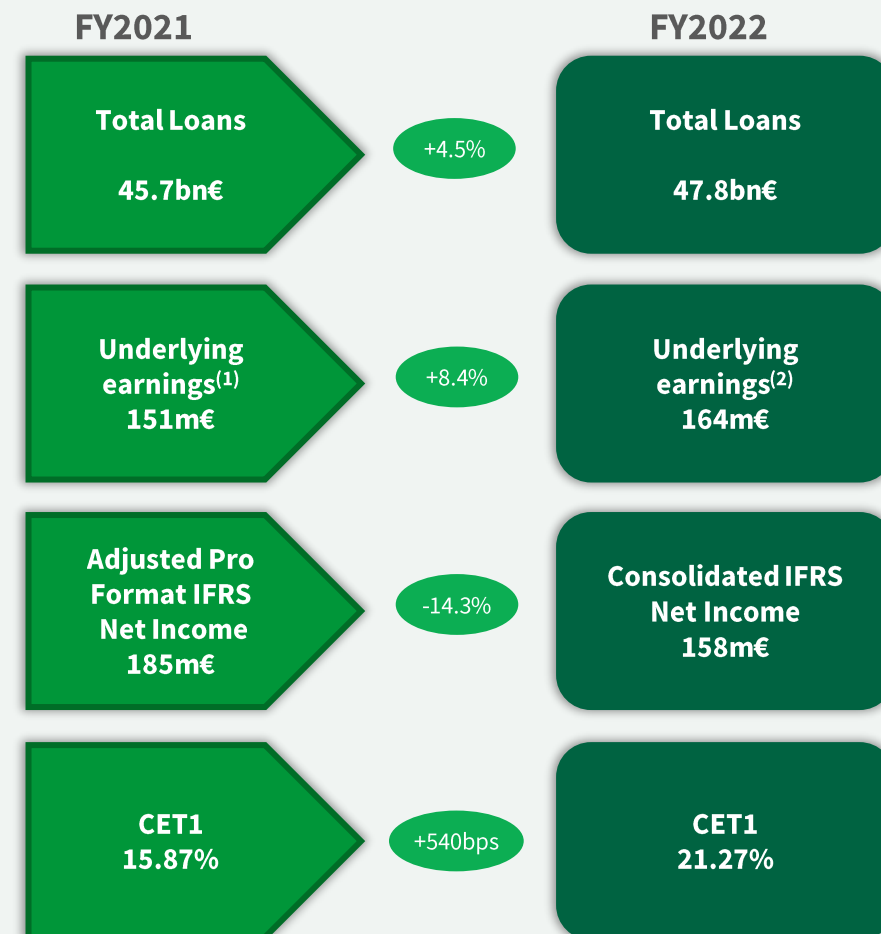 FY2021
FY2022
Total Loans
45.7bn€
+4.5%
Total Loans
47.8bn€
Underlying
earnings(1)
151m€
+8.4%
Underlying
earnings(2)
164m€
Adjusted Pro
Format IFRS
Net Income
185m€
-14.3%
Consolidated IFRS
Net Income
158m€
CET1
15.87%
+540bps
CET1
21.27%